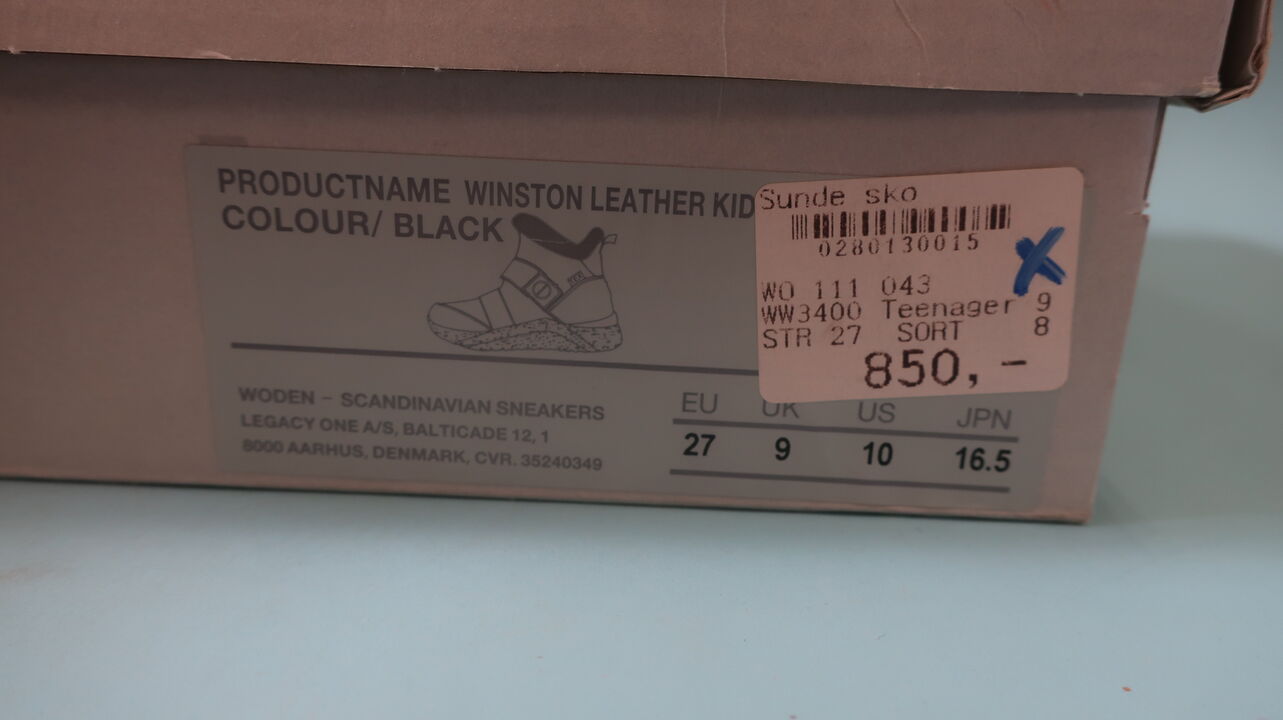 PRODUCTNAME WINSTON LEATHER KID
COLOUR/ BLACK
Sunde sko
0280130015
WO 111 043
WW3400 Teenager 9
STR 27 SORT 8
850,-
WODEN – SCANDINAVIAN SNEAKERS
LEGACY ONE A/S, BALTICADE 12, 1
8000 AARHUS, DENMARK, CVR. 35240349
EU UK US JPN
27 9 10 16.5